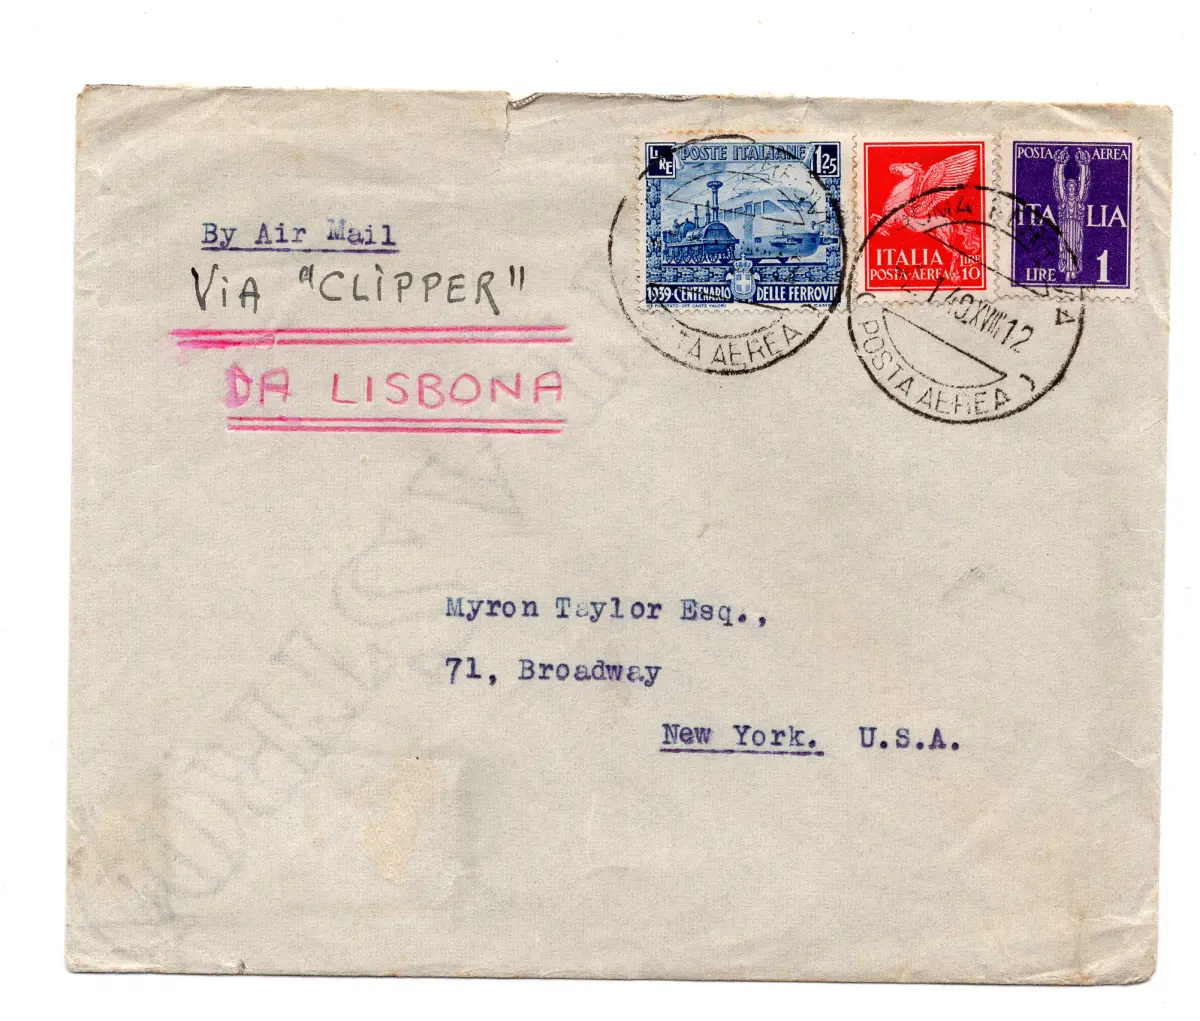 LIRE POSTE ITALIANE 1.25
1939-CENTENARIO DELLE FERROVIE
ITALIA
POSTA-AEREA
LIRE 10
POSTA AEREA
ITALIA
LIRE 1
POSTA AEREA
POSTA AEREA
By Air Mail
VIA "CLIPPER"
DA LISBONA
Myron Taylor Esq.,
71, Broadway
New York. U.S.A.